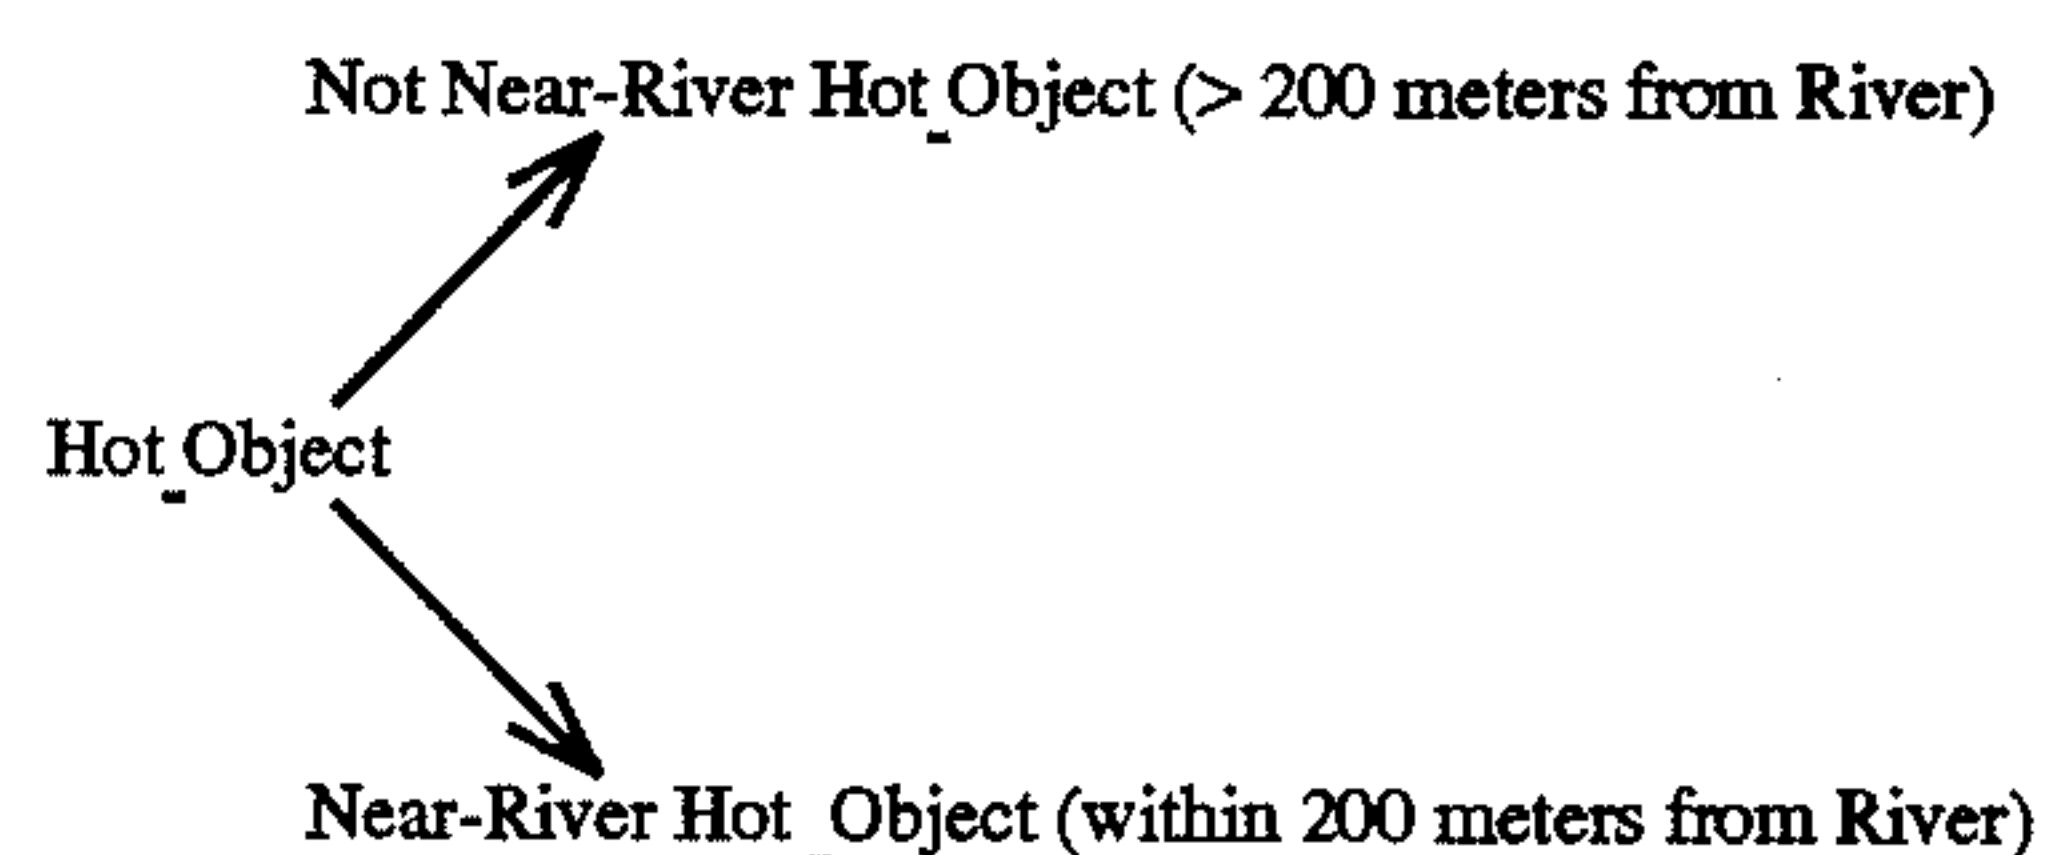 Not Near-River Hot_Object (> 200 meters from River)
Hot_Object
Near-River Hot_Object (within 200 meters from River)